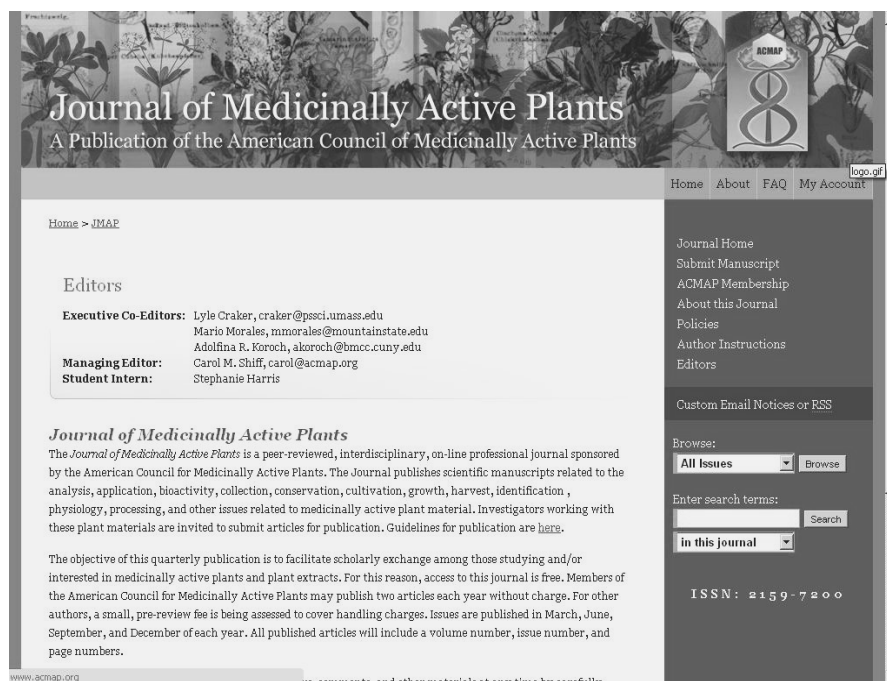 ACMAP
Journal of Medicinally Active Plants
A Publication of the American Council of Medicinally Active Plants
logo.gif
Home About FAQ My Account
Home > JMAP
Editors
Executive Co-Editors: Lyle Craker, craker@pssci.umass.edu
Mario Morales, mmorales@mountainstate.edu
Adolfina R. Koroch, akoroch@bmcc.cuny.edu
Managing Editor: Carol M. Shiff, carol@acmap.org
Student Intern: Stephanie Harris
Journal of Medicinally Active Plants
The Journal of Medicinally Active Plants is a peer-reviewed, interdisciplinary, on-line professional journal sponsored
by the American Council for Medicinally Active Plants. The Journal publishes scientific manuscripts related to the
analysis, application, bioactivity, collection, conservation, cultivation, growth, harvest, identification ,
physiology, processing, and other issues related to medicinally active plant material. Investigators working with
these plant materials are invited to submit articles for publication. Guidelines for publication are here.
The objective of this quarterly publication is to facilitate scholarly exchange among those studying and/or
interested in medicinally active plants and plant extracts. For this reason, access to this journal is free. Members of
the American Council for Medicinally Active Plants may publish two articles each year without charge. For other
authors, a small, pre-review fee is being assessed to cover handling charges. Issues are published in March, June,
September, and December of each year. All published articles will include a volume number, issue number, and
page numbers.
www.acmap.org
Journal Home
Submit Manuscript
ACMAP Membership
About this Journal
Policies
Author Instructions
Editors
Custom Email Notices or RSS
Browse:
All Issues Browse
Enter search terms:
Search
in this journal
ISSN: 2159-7200